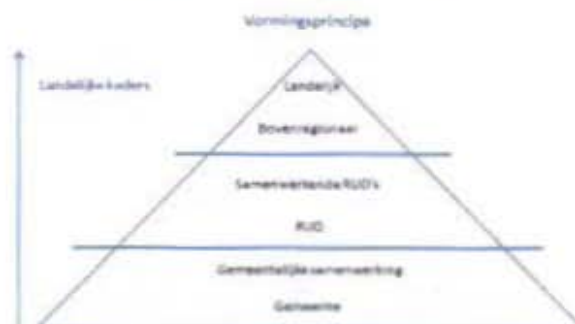 Vormingsprincipe
Landelijke kaders
Landelijk
Bovenregionaal
Samenwerkende RUD's
RUD
Gemeentelijke samenwerking
Gemeente